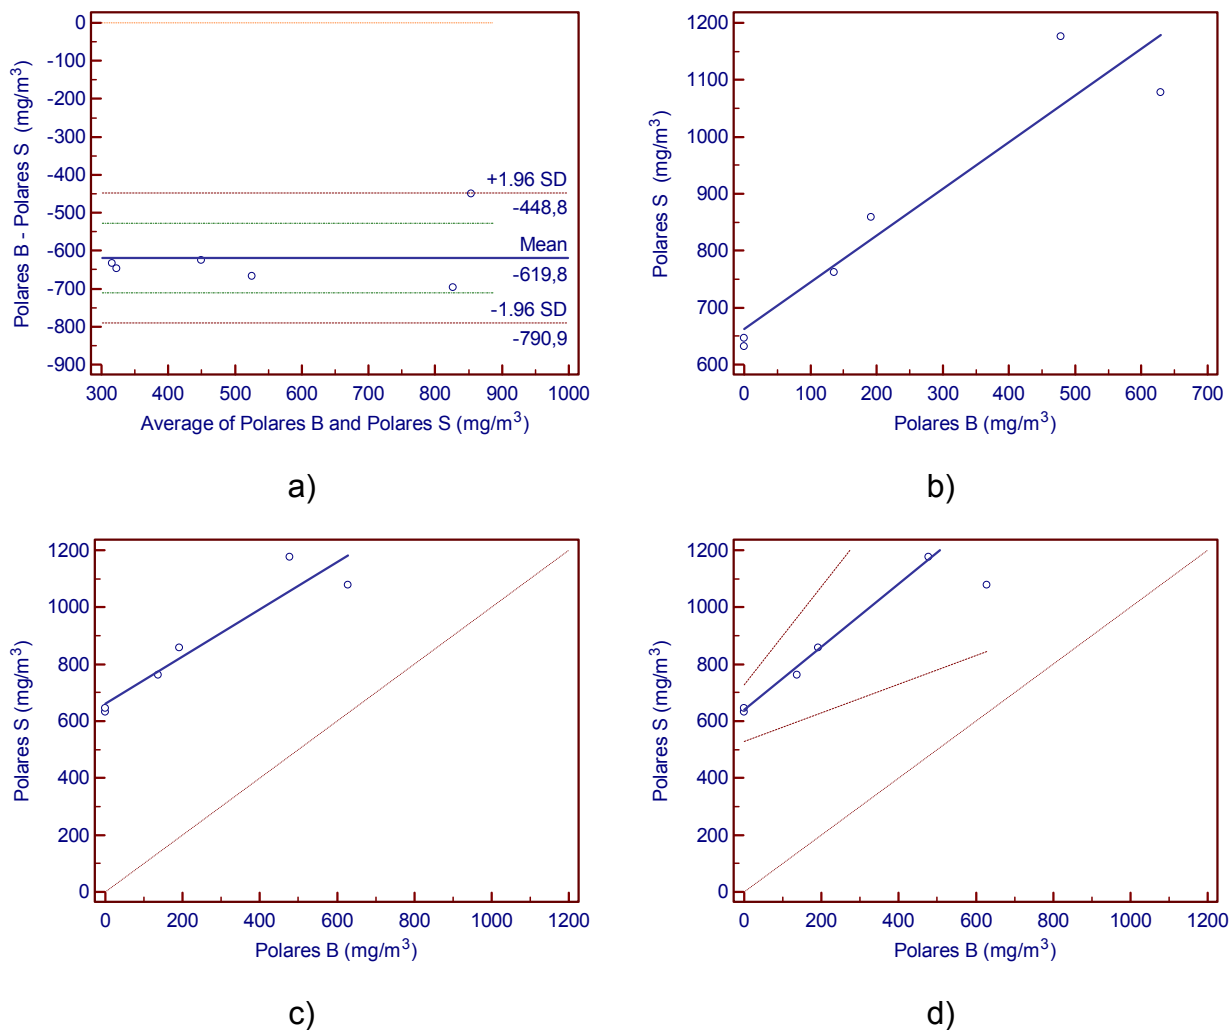 0
-100
-200
-300
-400
-500
-600
-700
-800
-900
Polares B - Polares S (mg/m³)
+1.96 SD
-448,8
Mean
-619,8
-1.96 SD
-790,9
300 400 500 600 700 800 900 1000
Average of Polares B and Polares S (mg/m³)
a)
1200
1100
1000
900
800
700
600
Polares S (mg/m³)
0 100 200 300 400 500 600 700
Polares B (mg/m³)
b)
1200
1000
800
600
400
200
0
Polares S (mg/m³)
0 200 400 600 800 1000 1200
Polares B (mg/m³)
c)
1200
1000
800
600
400
200
0
Polares S (mg/m³)
0 200 400 600 800 1000 1200
Polares B (mg/m³)
d)